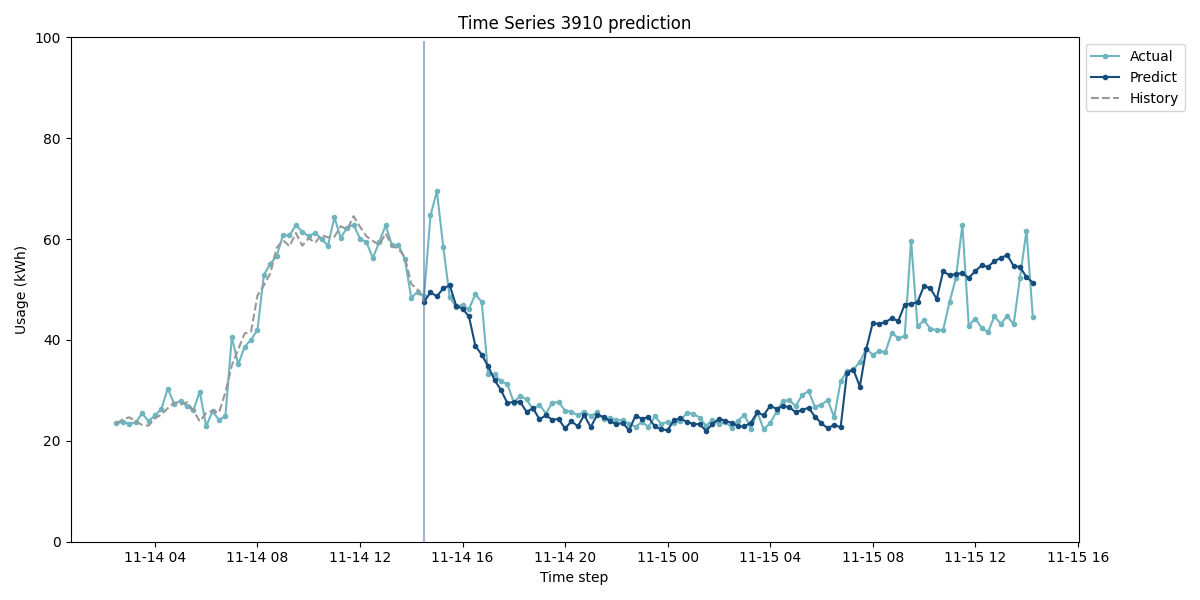 Time Series 3910 prediction
100
80
60
40
20
0
Usage (kWh)
11-14 04
11-14 08
11-14 12
11-14 16
11-14 20
11-15 00
11-15 04
11-15 08
11-15 12
11-15 16
Time step
Actual
Predict
History